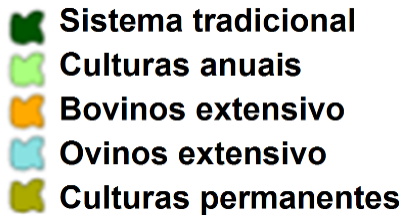 Sistema tradicional
Culturas anuais
Bovinos extensivo
Ovinos extensivo
Culturas permanentes